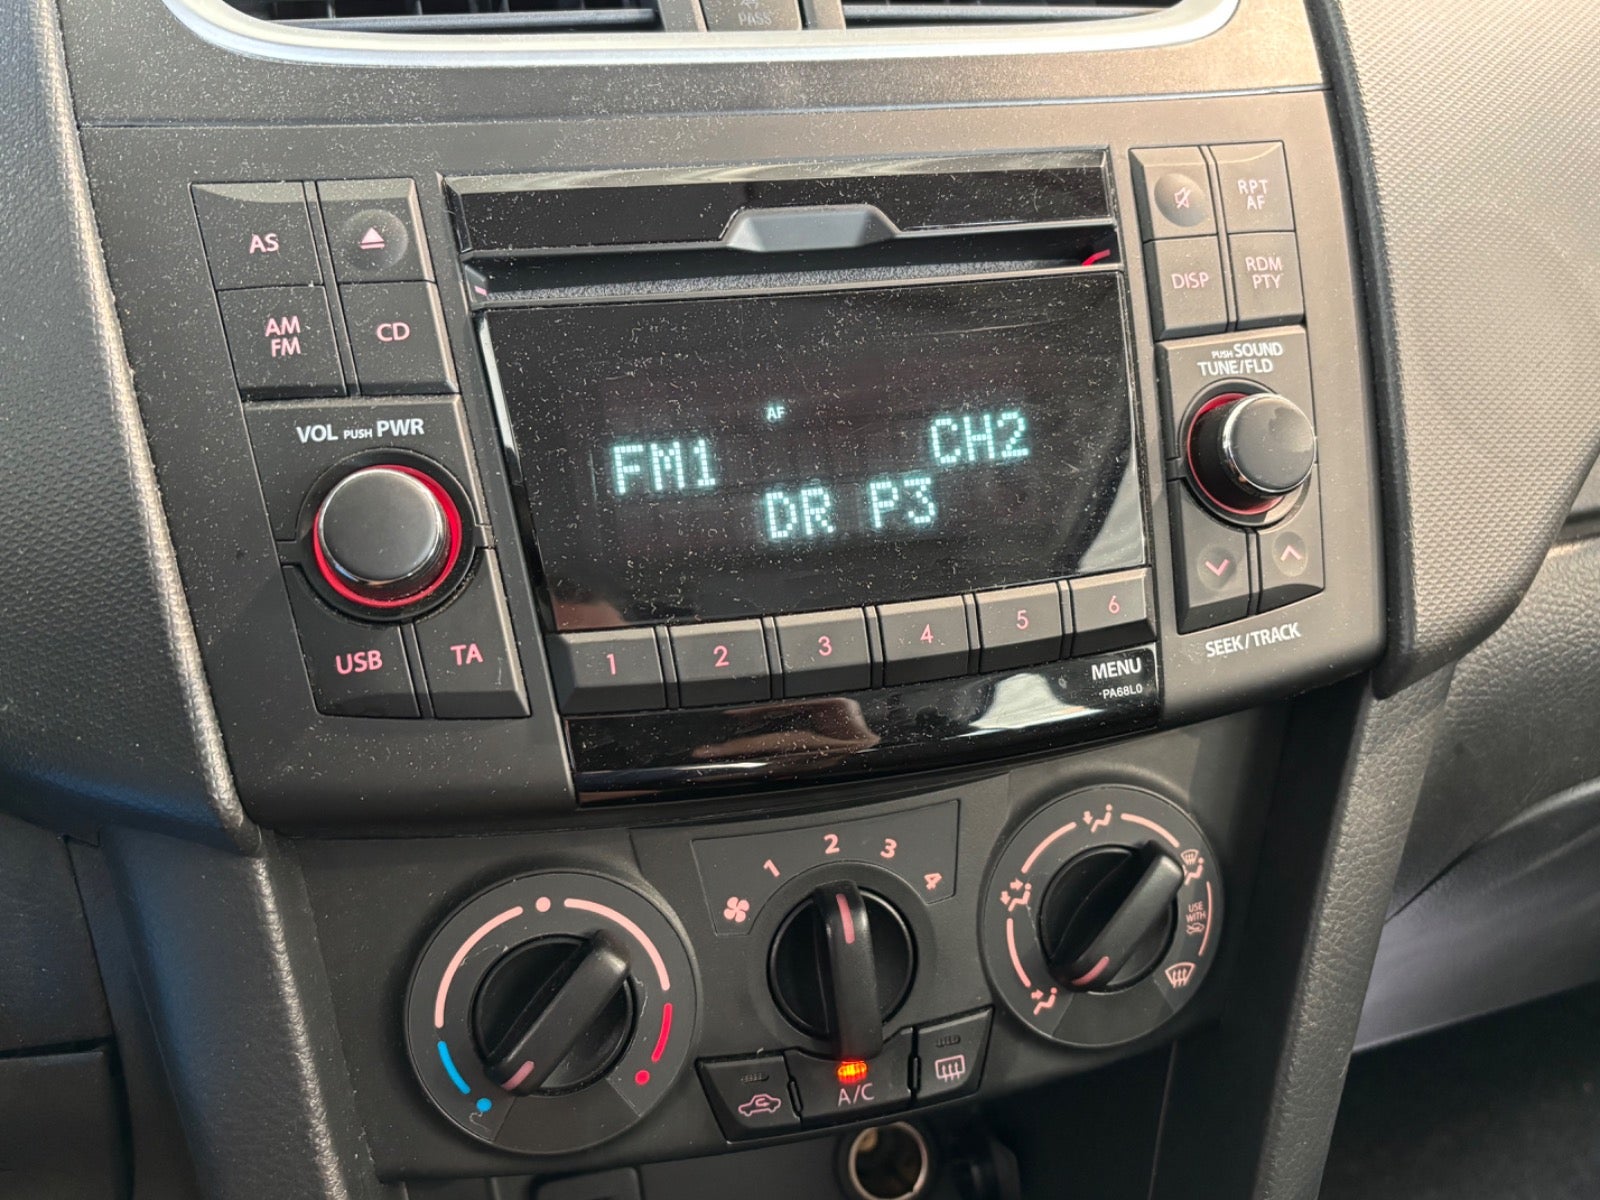 PASS
AS
AM
FM
CD
VOL PUSH PWR
USB
TA
AF
FM1
CH2
DR P3
1
2
3
4
5
6
MENU
PA68L0
RPT
AF
DISP
RDM
PTY
PUSH SOUND
TUNE/FLD
SEEK/TRACK
1
2
3
4
A/C
USE
WITH